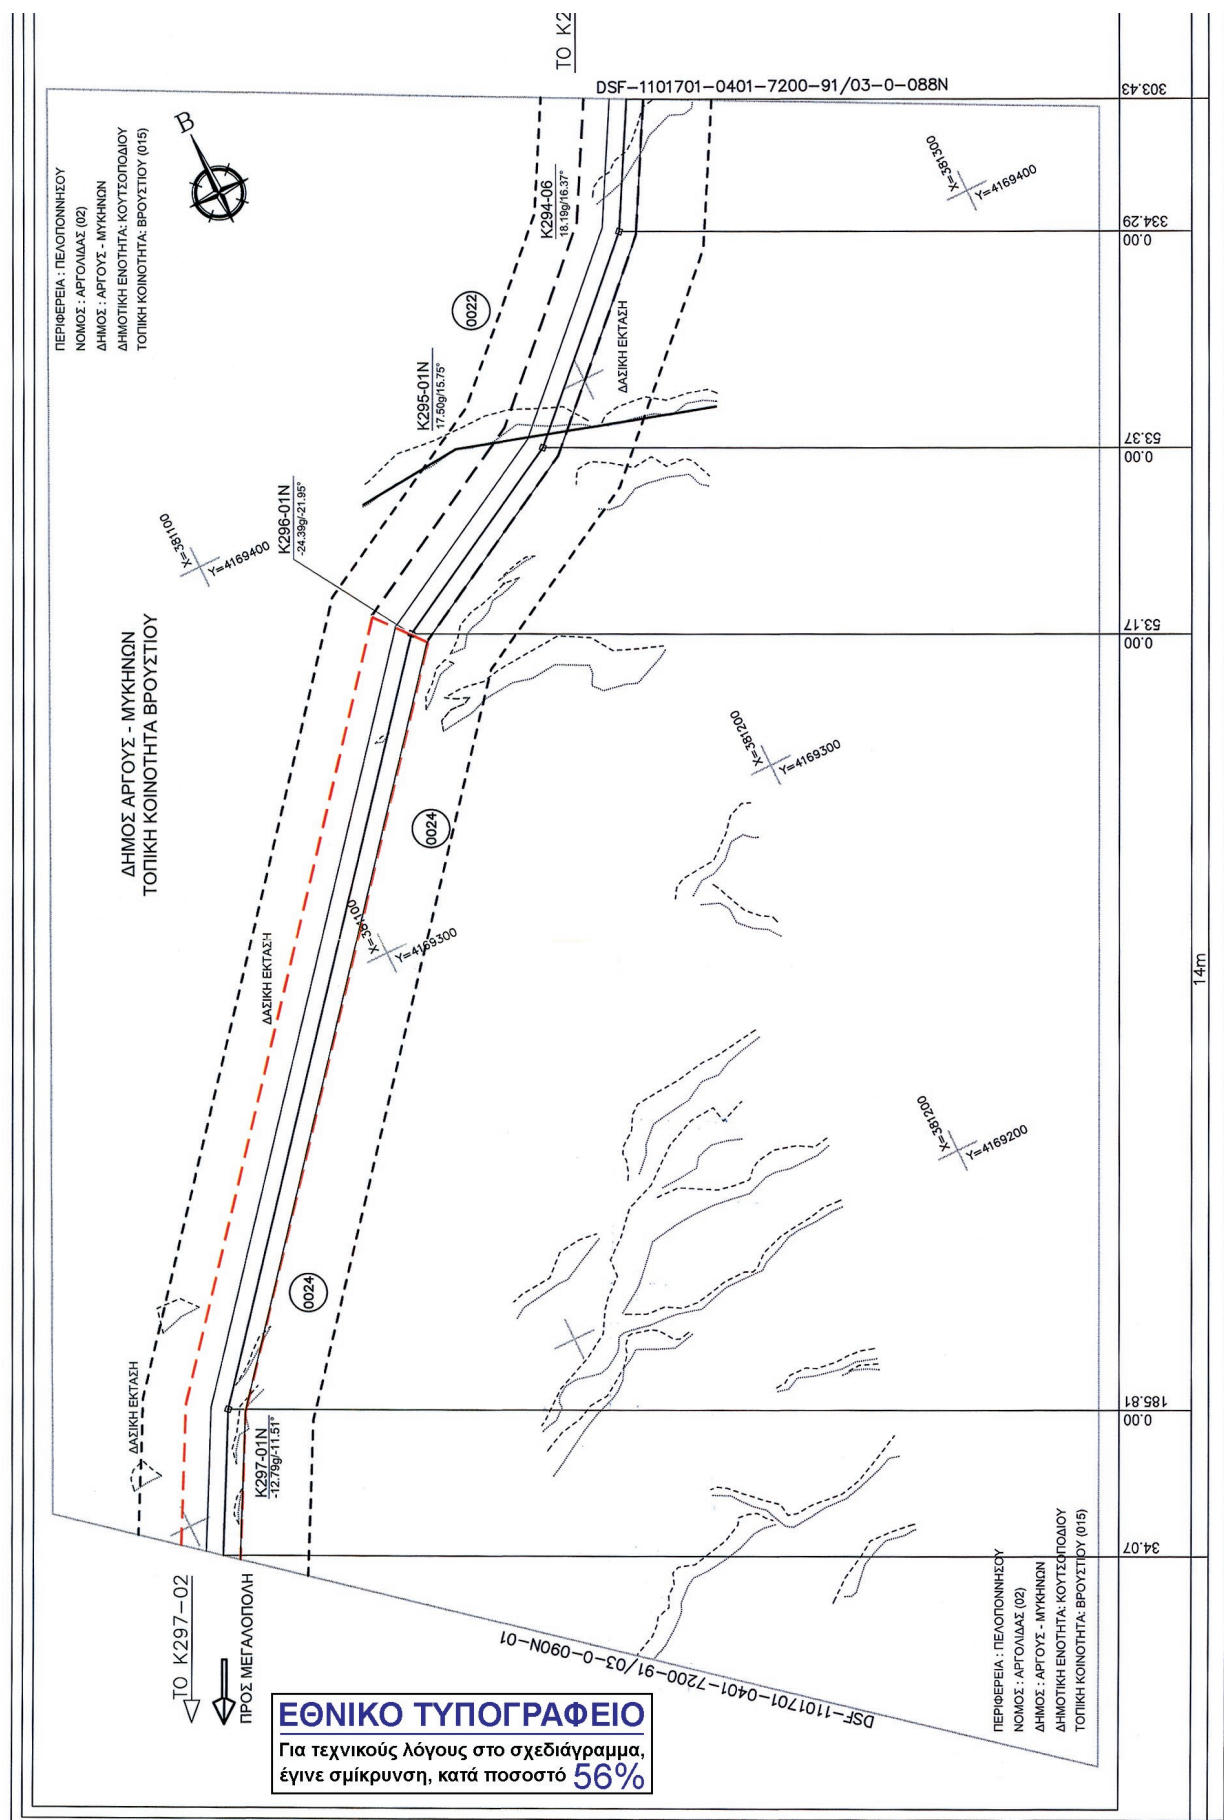 TO K2
DSF-1101701-0401-7200-91/03-0-088N
303.43
ΠΕΡΙΦΕΡΕΙΑ : ΠΕΛΟΠΟΝΝΗΣΟΥ
ΝΟΜΟΣ : ΑΡΓΟΛΙΔΑΣ (02)
ΔΗΜΟΣ : ΑΡΓΟΥΣ - ΜΥΚΗΝΩΝ
ΔΗΜΟΤΙΚΗ ΕΝΟΤΗΤΑ: ΚΟΥΤΣΟΠΟΔΙΟΥ
ΤΟΠΙΚΗ ΚΟΙΝΟΤΗΤΑ: ΒΡΟΥΣΤΙΟΥ (015)
Β
K294-06
18.19g/16.37°
X=381300
Y=4169400
334.29
0.00
0022
ΔΑΣΙΚΗ ΕΚΤΑΣΗ
K295-01N
17.50g/15.75°
53.37
0.00
K296-01N
-24.39g/-21.95°
X=381100
Y=4169400
53.17
0.00
ΔΗΜΟΣ ΑΡΓΟΥΣ - ΜΥΚΗΝΩΝ
ΤΟΠΙΚΗ ΚΟΙΝΟΤΗΤΑ ΒΡΟΥΣΤΙΟΥ
X=381200
Y=4169300
0024
X=381100
Y=4169300
ΔΑΣΙΚΗ ΕΚΤΑΣΗ
14m
X=381200
Y=4169200
0024
ΔΑΣΙΚΗ ΕΚΤΑΣΗ
K297-01N
-12.79g/-11.51°
185.81
0.00
34.07
TO K297-02
ΠΡΟΣ ΜΕΓΑΛΟΠΟΛΗ
DSF-1101701-0401-7200-91/03-0-090N-01
ΠΕΡΙΦΕΡΕΙΑ : ΠΕΛΟΠΟΝΝΗΣΟΥ
ΝΟΜΟΣ : ΑΡΓΟΛΙΔΑΣ (02)
ΔΗΜΟΣ : ΑΡΓΟΥΣ - ΜΥΚΗΝΩΝ
ΔΗΜΟΤΙΚΗ ΕΝΟΤΗΤΑ: ΚΟΥΤΣΟΠΟΔΙΟΥ
ΤΟΠΙΚΗ ΚΟΙΝΟΤΗΤΑ: ΒΡΟΥΣΤΙΟΥ (015)
ΕΘΝΙΚΟ ΤΥΠΟΓΡΑΦΕΙΟ
Για τεχνικούς λόγους στο σχεδιάγραμμα,
έγινε σμίκρυνση, κατά ποσοστό 56%